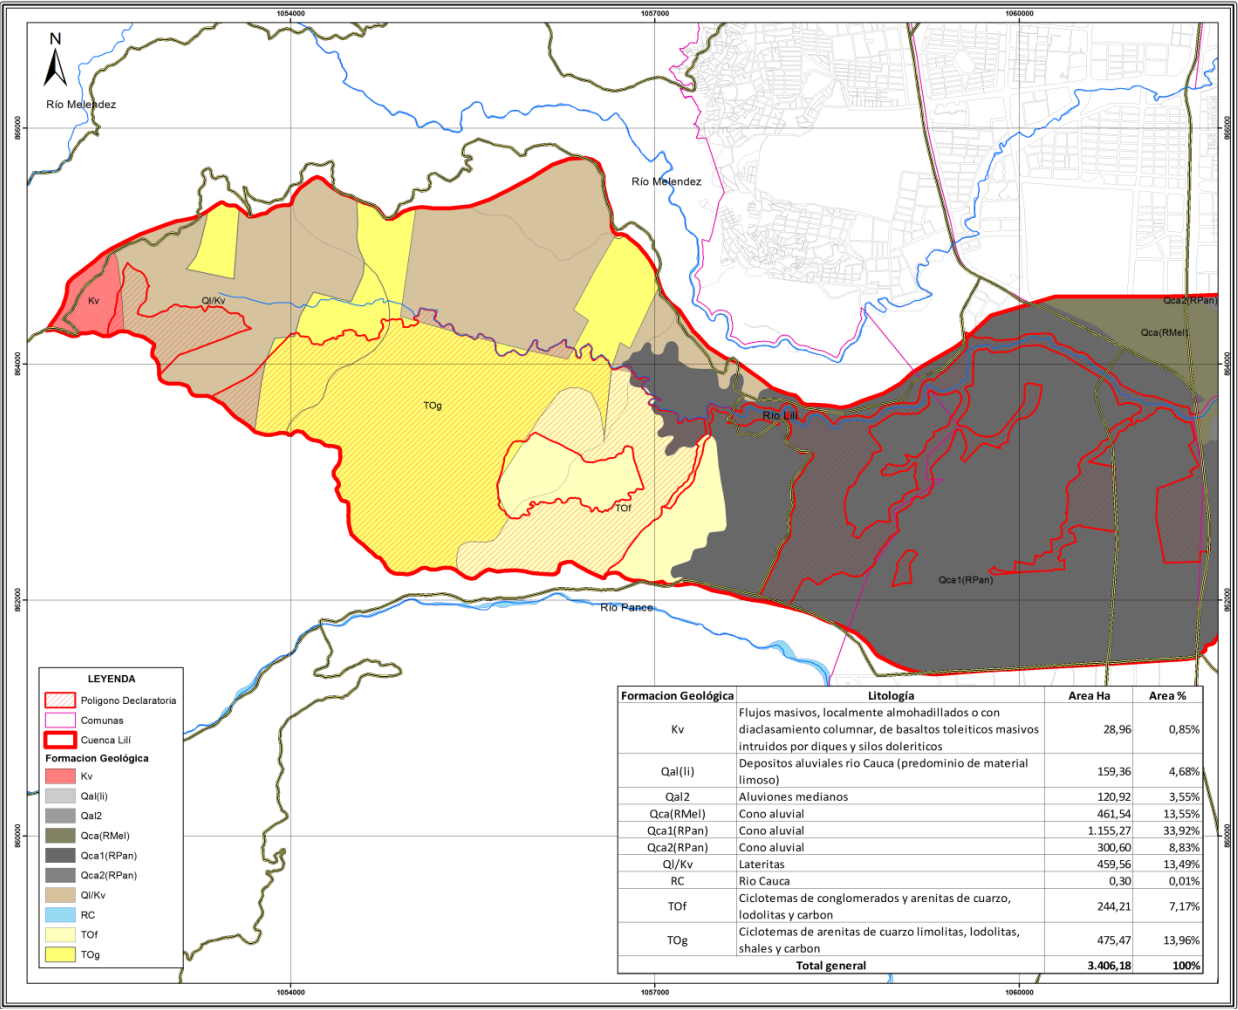 1054000
1057000
1060000
N
Río Melendez
866000
866000
Río Melendez
Kv
Ql/Kv
Qca2(RPan)
Qca(RMel)
864000
864000
TOg
Río Lilí
TOf
Qca1(RPan)
862000
862000
Río Pance
LEYENDA
Poligono Declaratoria
Comunas
Cuenca Lilí
Formacion Geológica
Kv
Qal(li)
Qal2
Qca(RMel)
Qca1(RPan)
Qca2(RPan)
Ql/Kv
RC
TOf
TOg
860000
860000
Formacion Geológica Litología Area Ha Area %
Kv Flujos masivos, localmente almohadillados o con
diaclasamiento columnar, de basaltos toleiticos masivos
intruidos por diques y silos doleriticos 28,96 0,85%
Qal(li) Depositos aluviales rio Cauca (predominio de material
limoso) 159,36 4,68%
Qal2 Aluviones medianos 120,92 3,55%
Qca(RMel) Cono aluvial 461,54 13,55%
Qca1(RPan) Cono aluvial 1.155,27 33,92%
Qca2(RPan) Cono aluvial 300,60 8,83%
Ql/Kv Lateritas 459,56 13,49%
RC Rio Cauca 0,30 0,01%
TOf Ciclotemas de conglomerados y arenitas de cuarzo,
lodolitas y carbon 244,21 7,17%
TOg Ciclotemas de arenitas de cuarzo limolitas, lodolitas,
shales y carbon 475,47 13,96%
Total general 3.406,18 100%
1054000
1057000
1060000